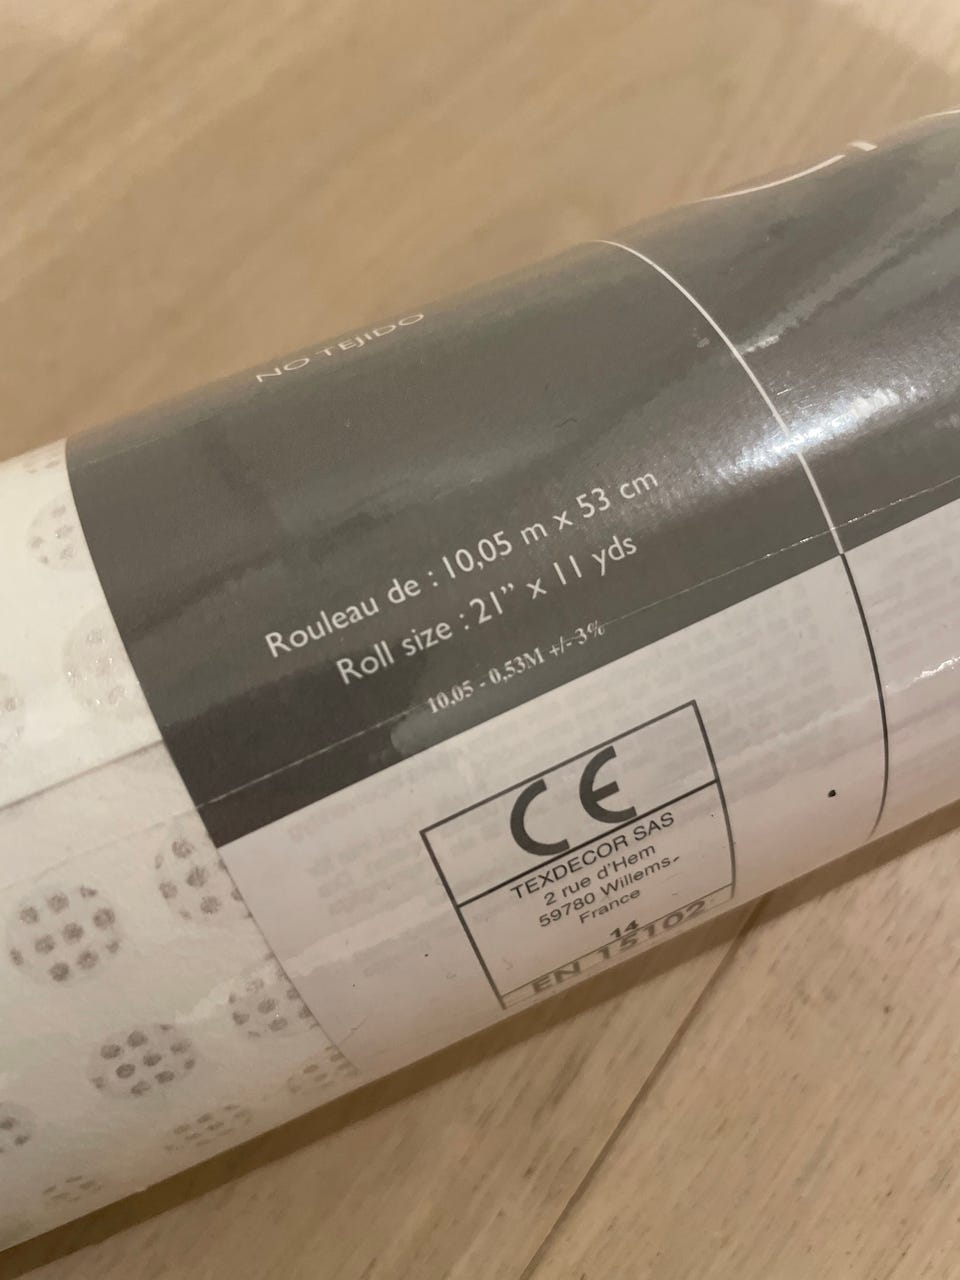 NO TEJIDO
Rouleau de : 10,05 m x 53 cm
Roll size : 21” x 11 yds
10.05 - 0,53M +/- 3%
CE
TEXDECOR SAS
2 rue d'Hem
59780 Willems
France
14
EN 15102